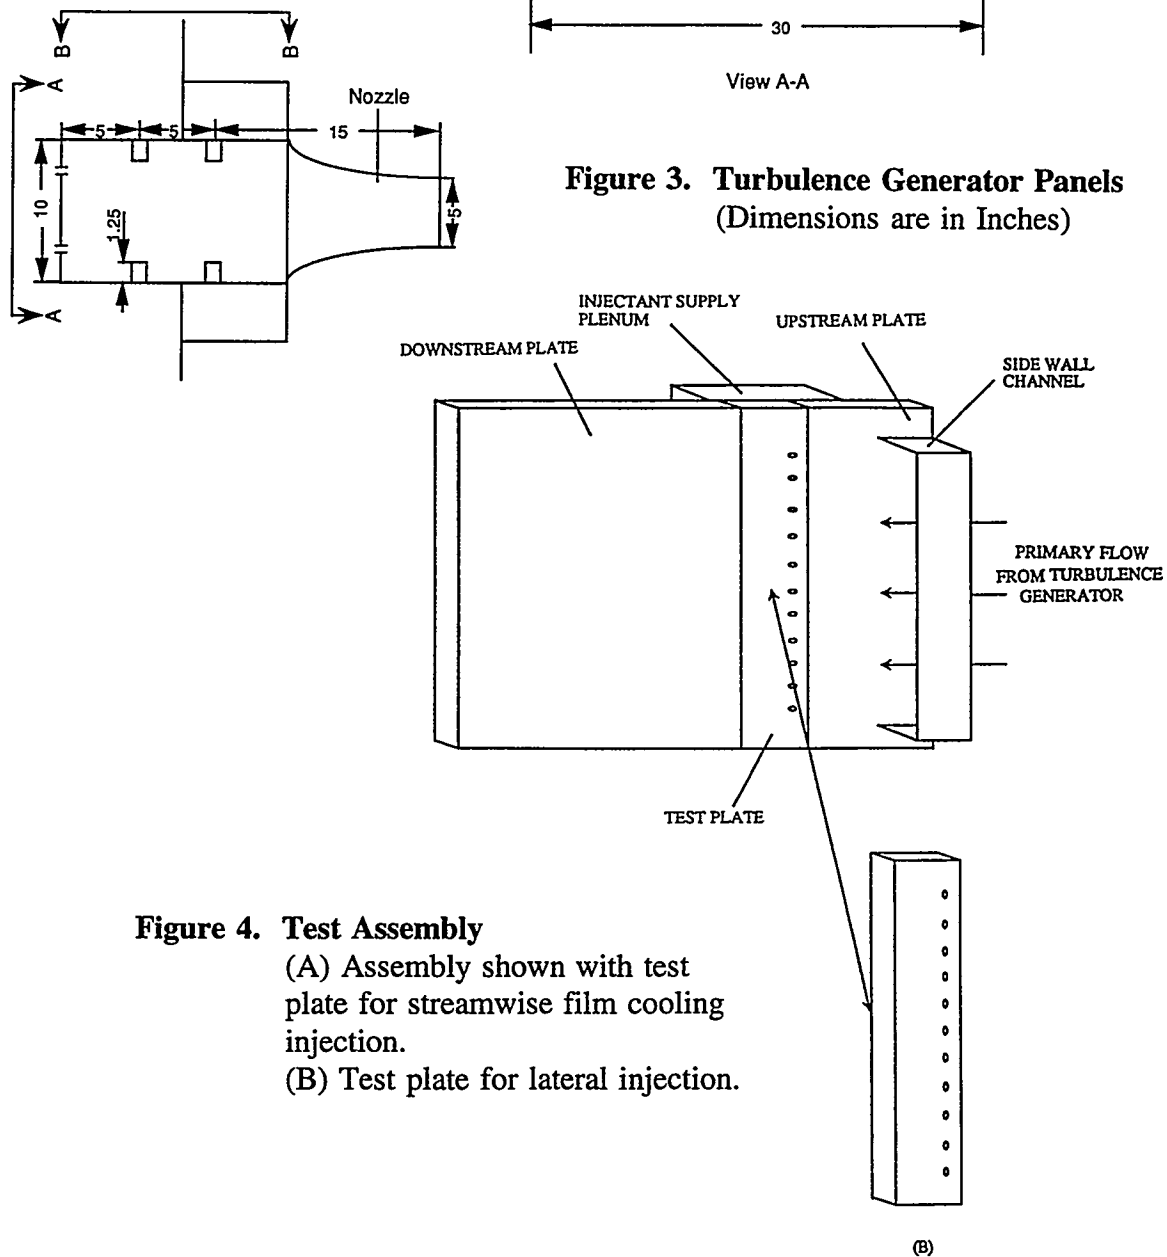 B
B
30
A
View A-A
Nozzle
5
5
15
10
1.25
5
A
Figure 3. Turbulence Generator Panels
(Dimensions are in Inches)
INJECTANT SUPPLY
PLENUM
UPSTREAM PLATE
DOWNSTREAM PLATE
SIDE WALL
CHANNEL
PRIMARY FLOW
FROM TURBULENCE
GENERATOR
TEST PLATE
Figure 4. Test Assembly
(A) Assembly shown with test
plate for streamwise film cooling
injection.
(B) Test plate for lateral injection.
(B)